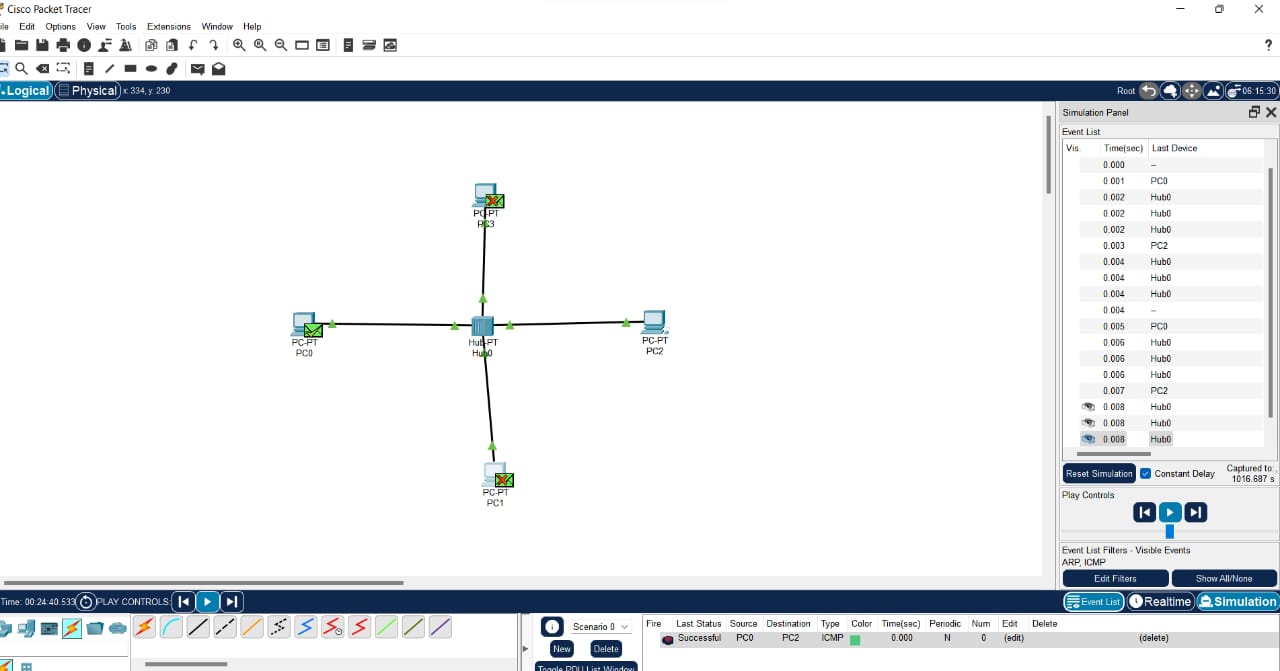 Cisco Packet Tracer
ile Edit Options View Tools Extensions Window Help
?
Logical Physical x: 334, y: 230 Root 06:15:30
Simulation Panel
Event List
Vis. Time(sec) Last Device
0.000 --
0.001 PC0
0.002 Hub0
0.002 Hub0
0.002 Hub0
0.003 PC2
0.004 Hub0
0.004 Hub0
0.004 Hub0
0.004 --
0.005 PC0
0.006 Hub0
0.006 Hub0
0.006 Hub0
0.007 PC2
0.008 Hub0
0.008 Hub0
0.008 Hub0
PC-PT
PC3
PC-PT
PC0
Hub-PT
Hub0
PC-PT
PC2
PC-PT
PC1
Reset Simulation Constant Delay Captured to:
1016.687 s
Play Controls
Event List Filters - Visible Events
ARP, ICMP
Edit Filters Show All/None
Time: 00:24:40.533 PLAY CONTROLS: Event List Realtime Simulation
Scenario 0
New Delete
Toggle PDU List Window
Fire Last Status Source Destination Type Color Time(sec) Periodic Num Edit Delete
Successful PC0 PC2 ICMP 0.000 N 0 (edit) (delete)